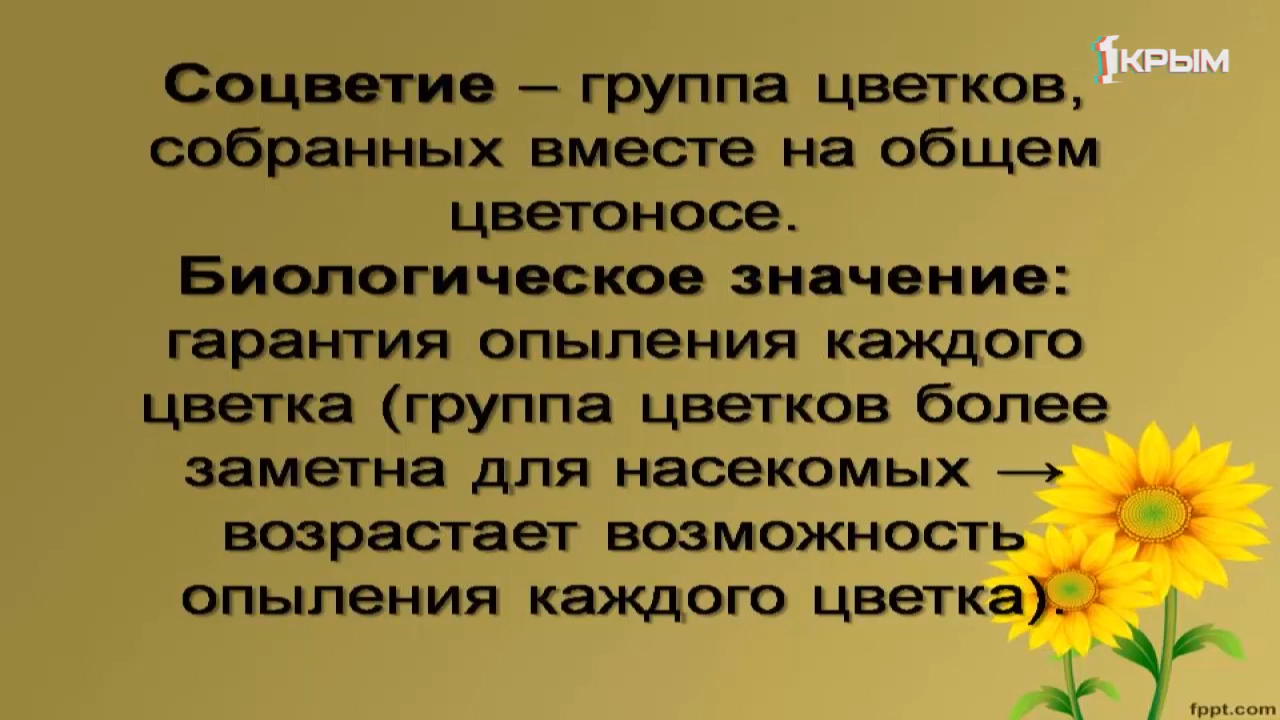 1КРЫМ
Соцветие – группа цветков,
собранных вместе на общем
цветоносе.
Биологическое значение:
гарантия опыления каждого
цветка (группа цветков более
заметна для насекомых →
возрастает возможность
опыления каждого цветка).
fppt.com